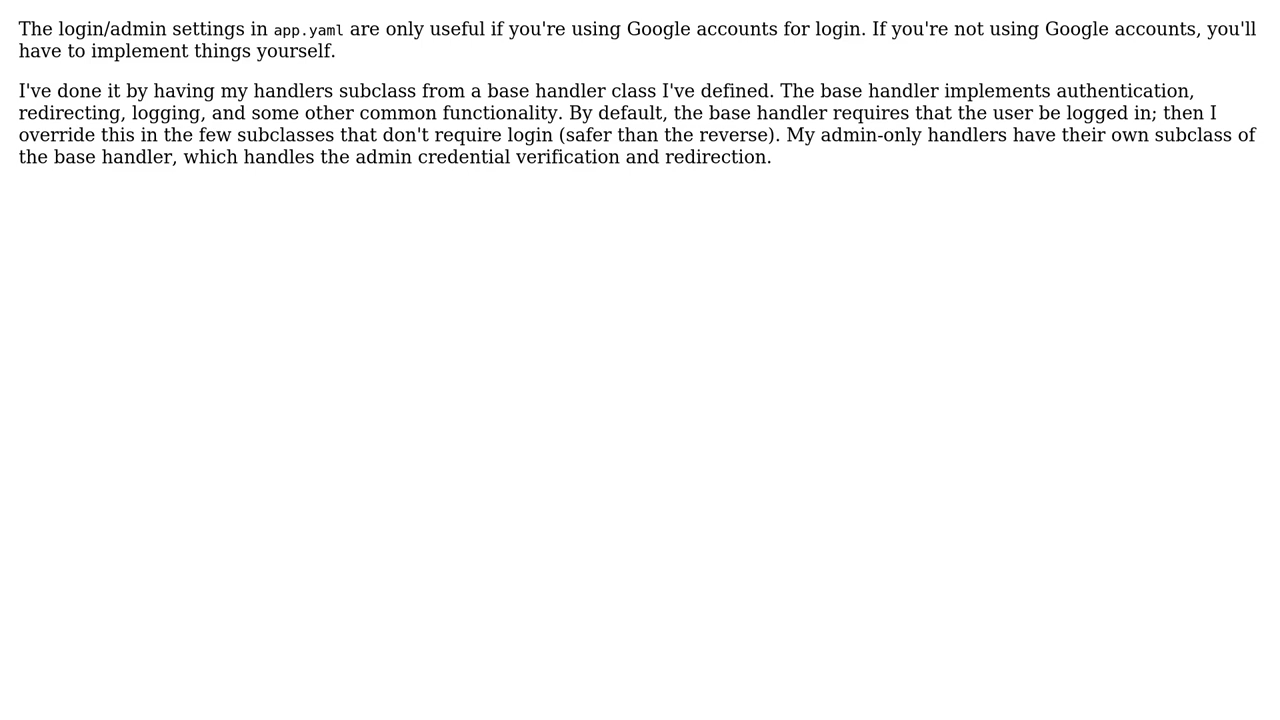 The login/admin settings in app.yaml are only useful if you're using Google accounts for login. If you're not using Google accounts, you'll
have to implement things yourself.
I've done it by having my handlers subclass from a base handler class I've defined. The base handler implements authentication,
redirecting, logging, and some other common functionality. By default, the base handler requires that the user be logged in; then I
override this in the few subclasses that don't require login (safer than the reverse). My admin-only handlers have their own subclass of
the base handler, which handles the admin credential verification and redirection.